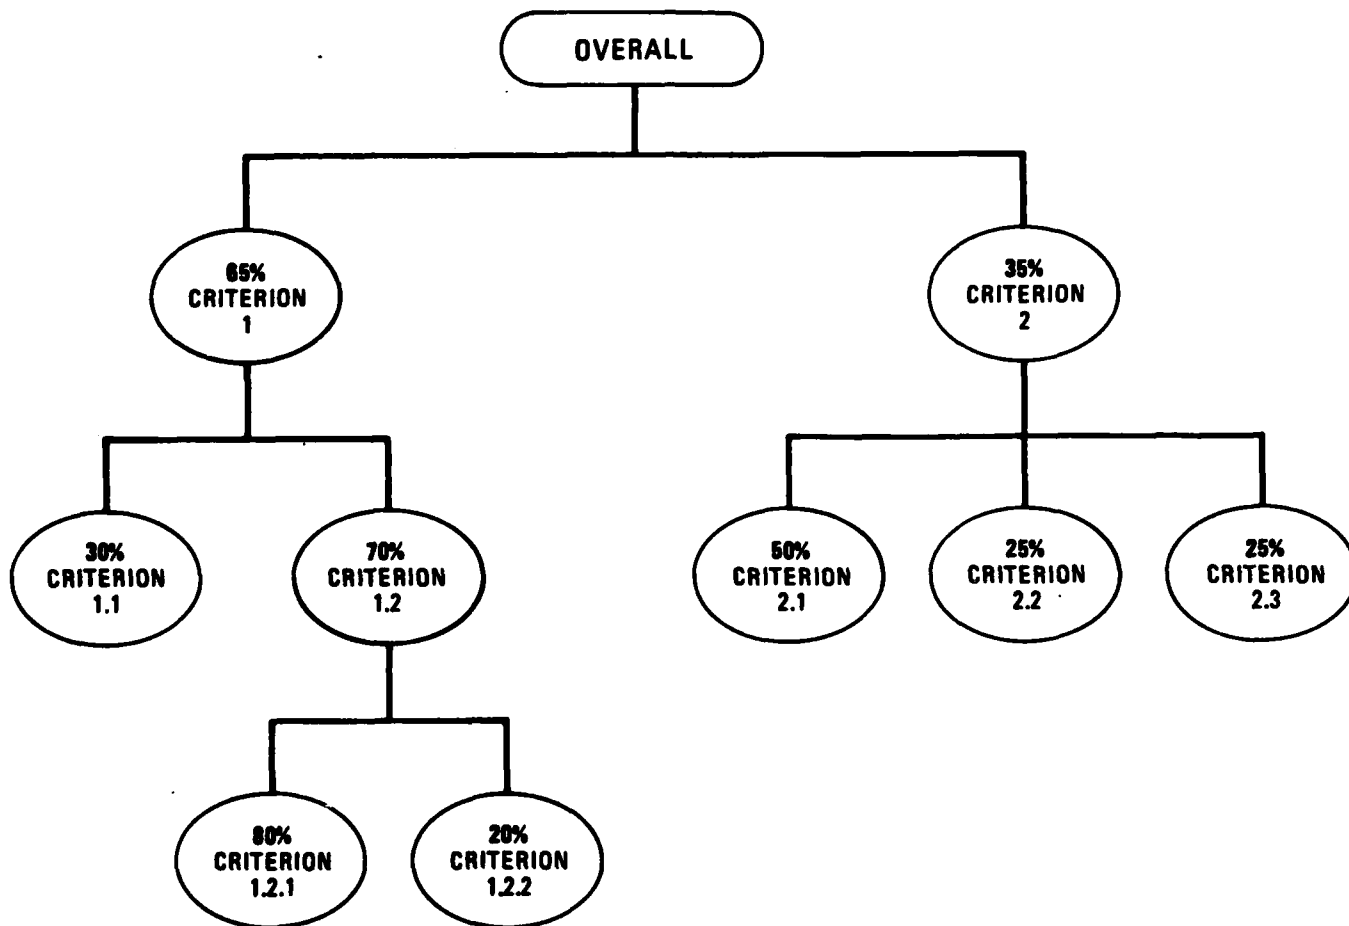 OVERALL
65%
CRITERION
1
35%
CRITERION
2
30%
CRITERION
1.1
70%
CRITERION
1.2
50%
CRITERION
2.1
25%
CRITERION
2.2
25%
CRITERION
2.3
80%
CRITERION
1.2.1
20%
CRITERION
1.2.2